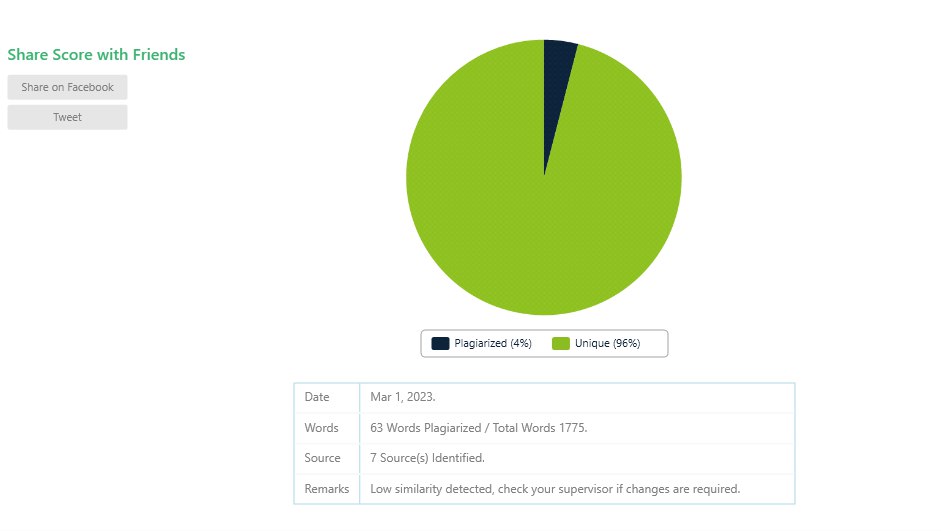 Share Score with Friends
Share on Facebook
Tweet
Plagiarized (4%) Unique (96%)
Date Mar 1, 2023.
Words 63 Words Plagiarized / Total Words 1775.
Source 7 Source(s) Identified.
Remarks Low similarity detected, check your supervisor if changes are required.